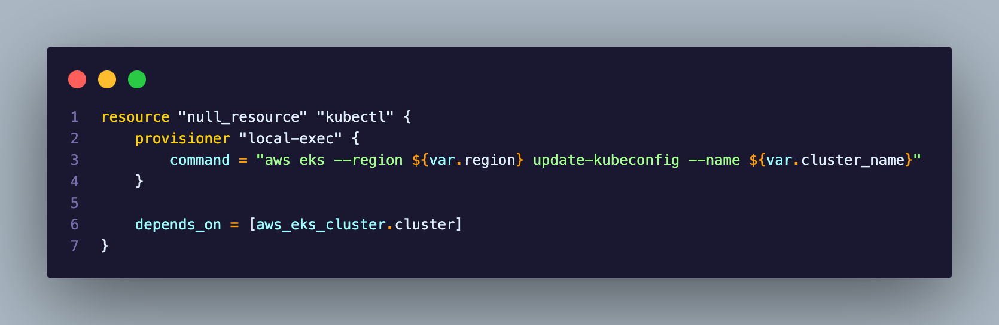 1 resource "null_resource" "kubectl" {
2     provisioner "local-exec" {
3         command = "aws eks --region ${var.region} update-kubeconfig --name ${var.cluster_name}"
4     }
5
6     depends_on = [aws_eks_cluster.cluster]
7 }